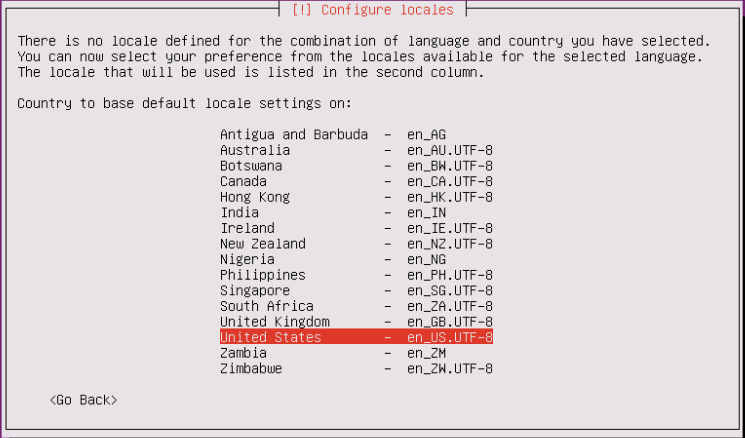 [!] Configure locales
There is no locale defined for the combination of language and country you have selected.
You can now select your preference from the locales available for the selected language.
The locale that will be used is listed in the second column.
Country to base default locale settings on:
Antigua and Barbuda - en_AG
Australia - en_AU.UTF-8
Botswana - en_BW.UTF-8
Canada - en_CA.UTF-8
Hong Kong - en_HK.UTF-8
India - en_IN
Ireland - en_IE.UTF-8
New Zealand - en_NZ.UTF-8
Nigeria - en_NG
Philippines - en_PH.UTF-8
Singapore - en_SG.UTF-8
South Africa - en_ZA.UTF-8
United Kingdom - en_GB.UTF-8
United States - en_US.UTF-8
Zambia - en_ZM
Zimbabwe - en_ZW.UTF-8
<Go Back>